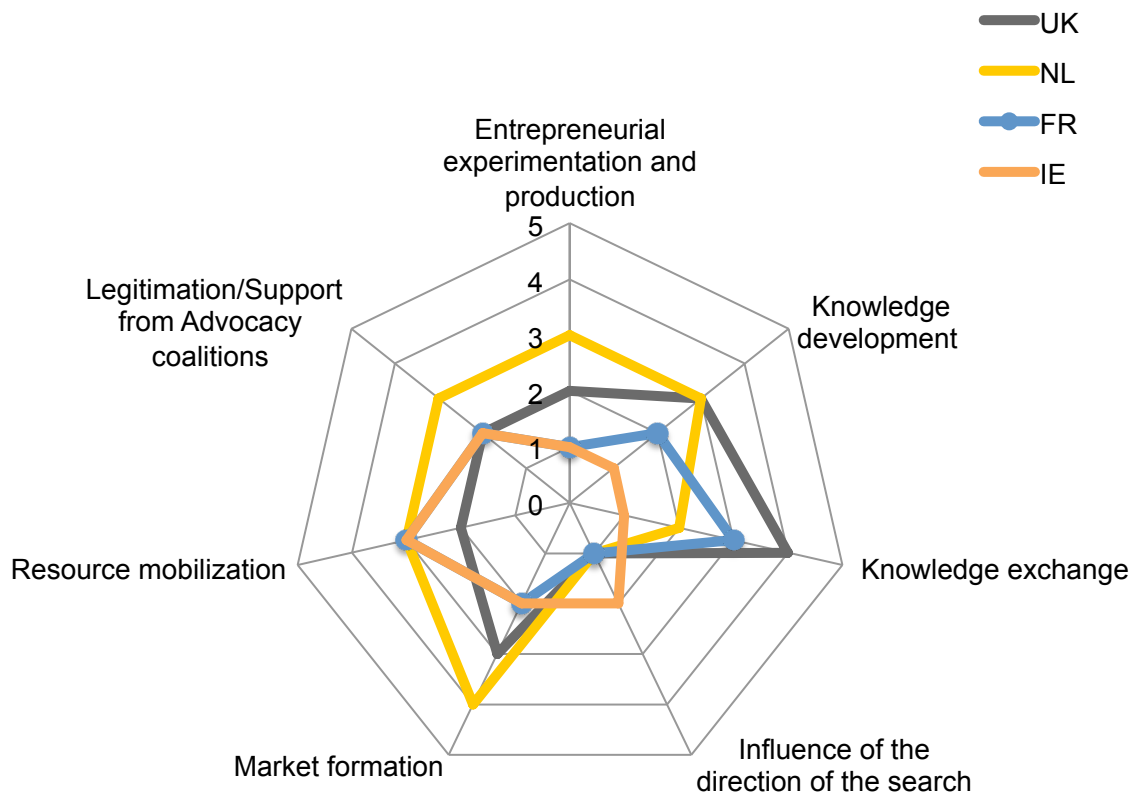 UK
NL
FR
IE
Entrepreneurial
experimentation and
production
5
4
3
2
1
0
Knowledge
development
Knowledge exchange
Influence of the
direction of the search
Market formation
Resource mobilization
Legitimation/Support
from Advocacy
coalitions